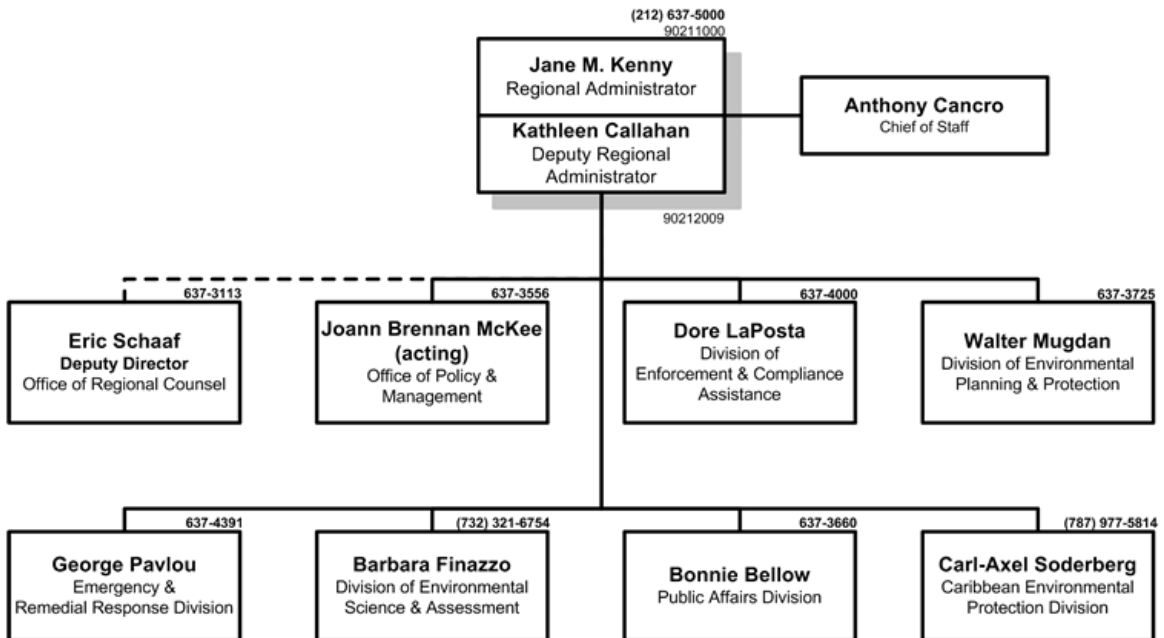 (212) 637-5000
90211000
Jane M. Kenny
Regional Administrator
Kathleen Callahan
Deputy Regional
Administrator
90212009
Anthony Cancro
Chief of Staff
637-3113
Eric Schaaf
Deputy Director
Office of Regional Counsel
637-3556
Joann Brennan McKee
(acting)
Office of Policy &
Management
637-4000
Dore LaPosta
Division of
Enforcement & Compliance
Assistance
637-3725
Walter Mugdan
Division of Environmental
Planning & Protection
637-4391
George Pavlou
Emergency &
Remedial Response Division
(732) 321-6754
Barbara Finazzo
Division of Environmental
Science & Assessment
637-3660
Bonnie Bellow
Public Affairs Division
(787) 977-5814
Carl-Axel Soderberg
Caribbean Environmental
Protection Division